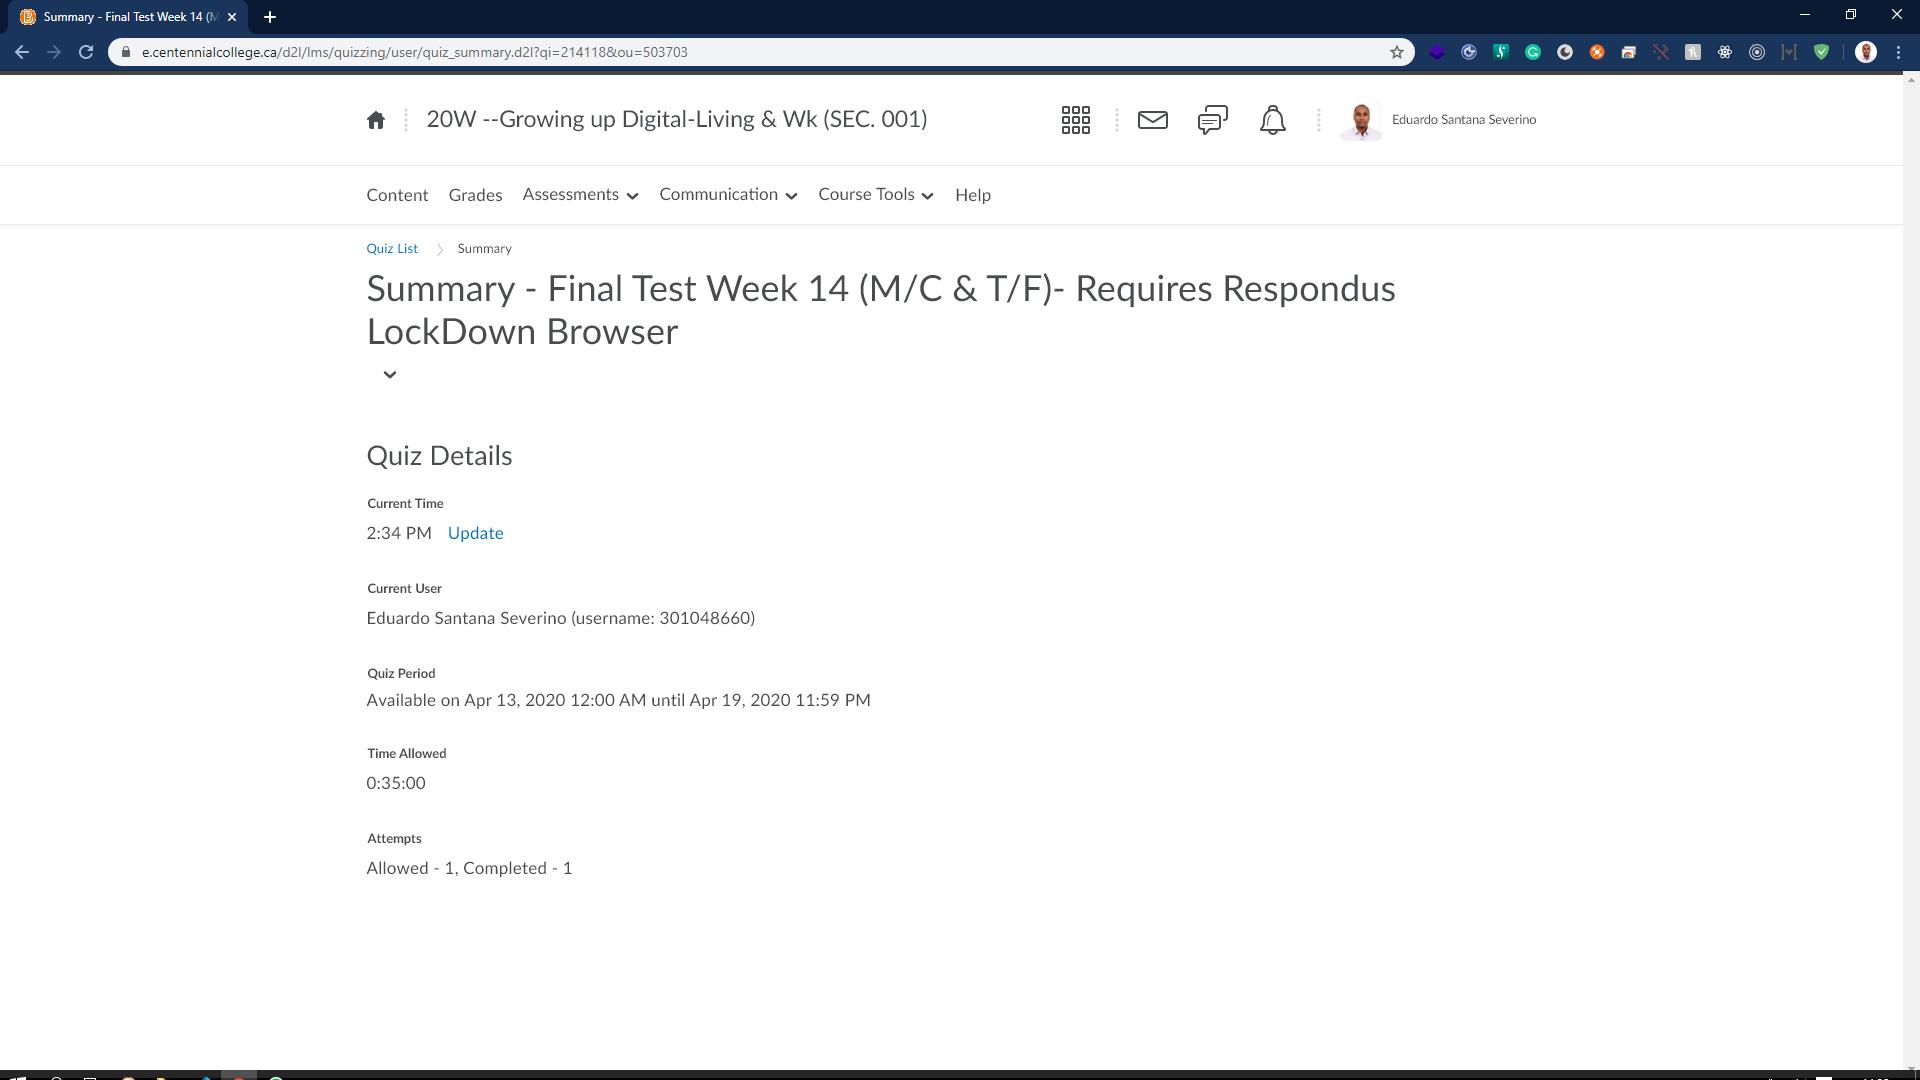 Summary - Final Test Week 14 (M
e.centennialcollege.ca/d2l/lms/quizzing/user/quiz_summary.d2l?qi=214118&ou=503703
20W --Growing up Digital-Living & Wk (SEC. 001)
Eduardo Santana Severino
Content Grades Assessments Communication Course Tools Help
Quiz List Summary
Summary - Final Test Week 14 (M/C & T/F)- Requires Respondus
LockDown Browser
Quiz Details
Current Time
2:34 PM Update
Current User
Eduardo Santana Severino (username: 301048660)
Quiz Period
Available on Apr 13, 2020 12:00 AM until Apr 19, 2020 11:59 PM
Time Allowed
0:35:00
Attempts
Allowed - 1, Completed - 1